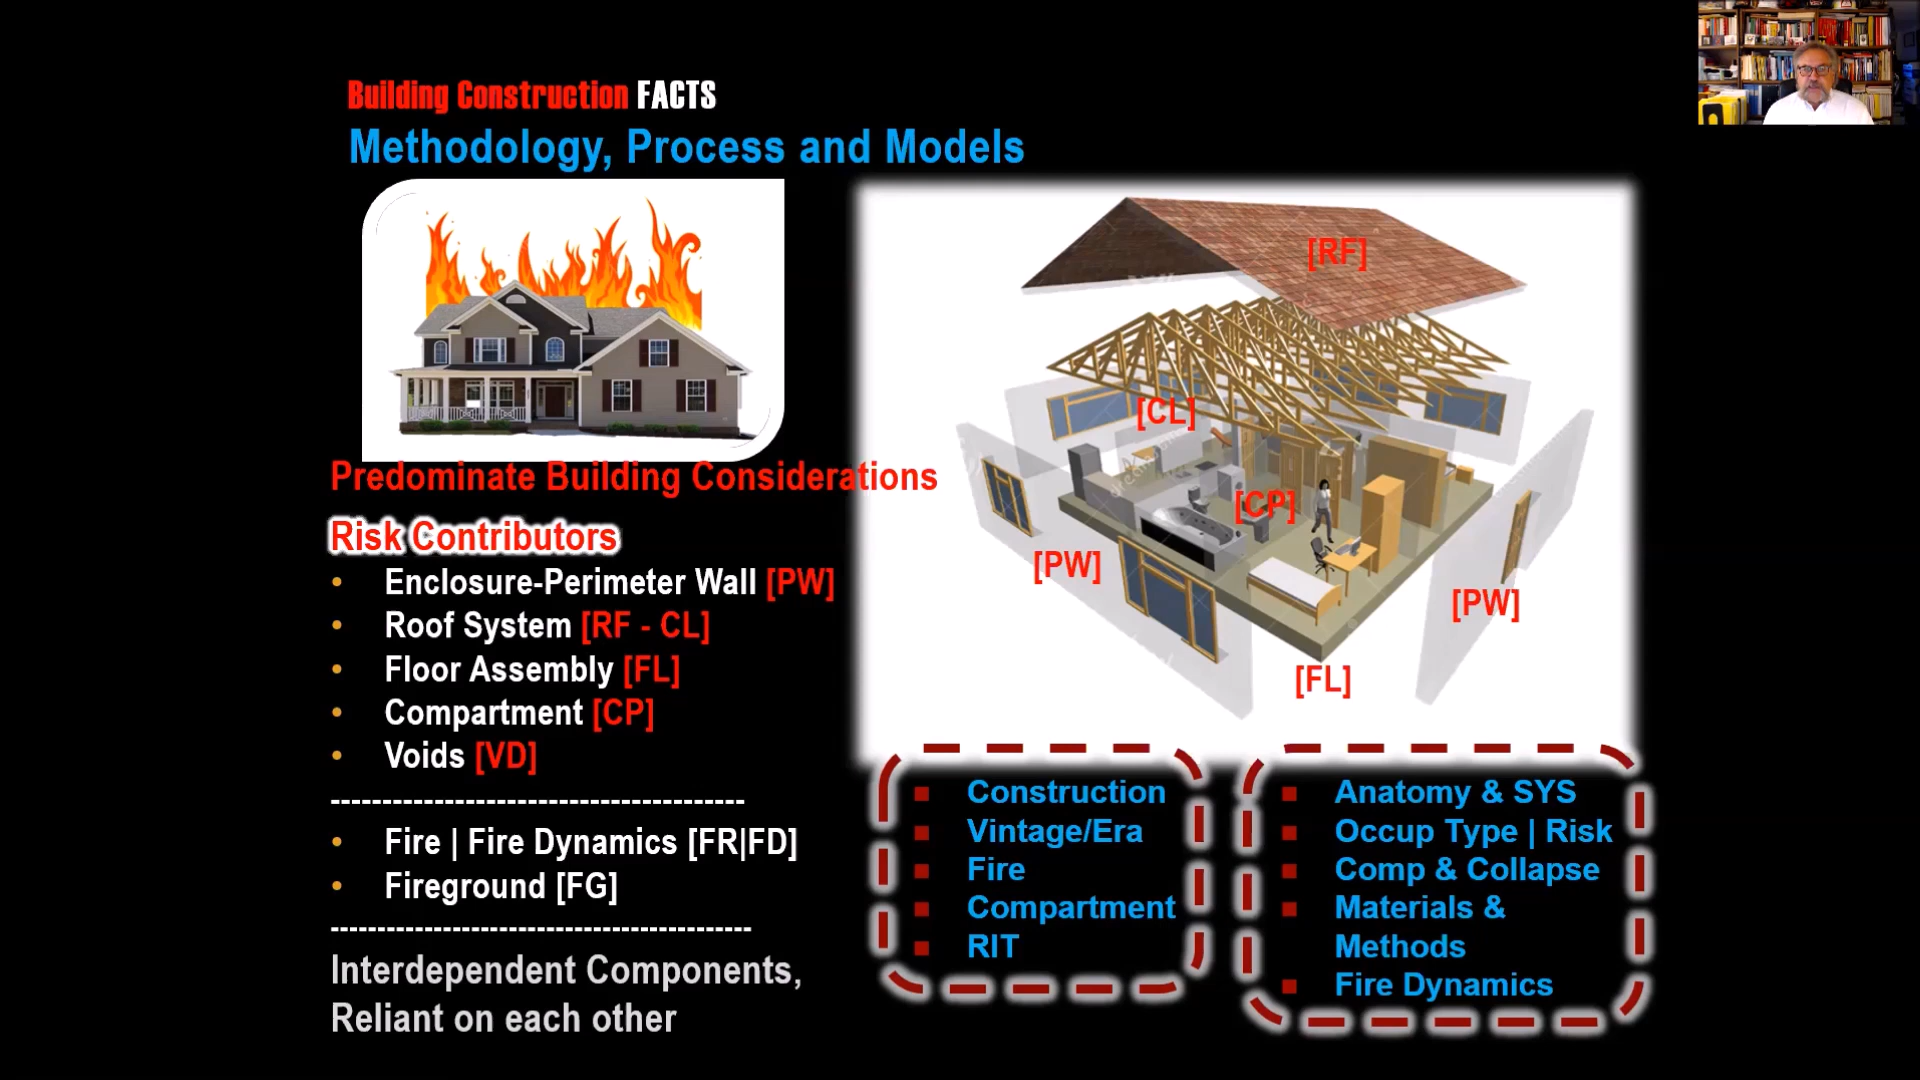 Building Construction FACTS
Methodology, Process and Models
[RF]
[CL]
[CP]
[PW]
[PW]
[FL]
Predominate Building Considerations
Risk Contributors
• Enclosure-Perimeter Wall [PW]
• Roof System [RF - CL]
• Floor Assembly [FL]
• Compartment [CP]
• Voids [VD]
----------------------------------------
• Fire | Fire Dynamics [FR|FD]
• Fireground [FG]
-----------------------------------------
Interdependent Components,
Reliant on each other
Construction
Vintage/Era
Fire
Compartment
RIT
Anatomy & SYS
Occup Type | Risk
Comp & Collapse
Materials &
Methods
Fire Dynamics